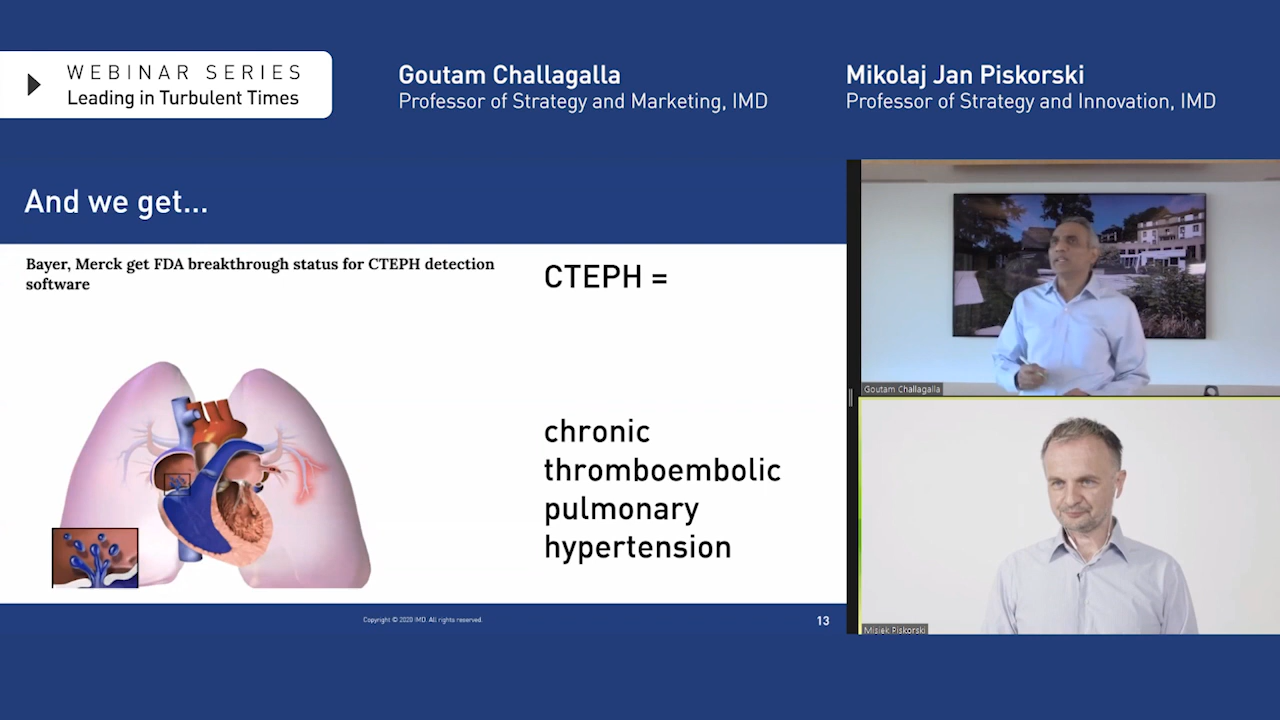 WEBINAR SERIES
Leading in Turbulent Times
Goutam Challagalla
Professor of Strategy and Marketing, IMD
Mikolaj Jan Piskorski
Professor of Strategy and Innovation, IMD
And we get...
Bayer, Merck get FDA breakthrough status for CTEPH detection
software
CTEPH =
chronic
thromboembolic
pulmonary
hypertension
Copyright © 2020 IMD. All rights reserved.
13
Goutam Challagalla
Misiek Piskorski